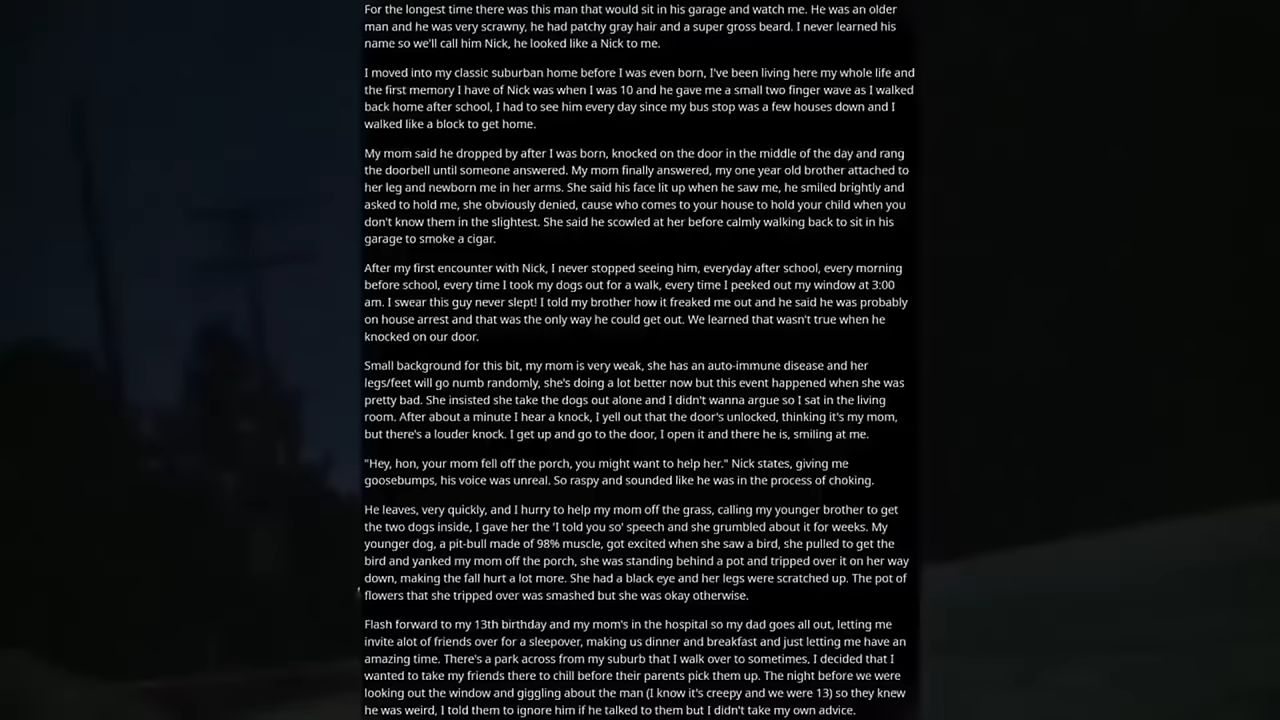 For the longest time there was this man that would sit in his garage and watch me. He was an older
man and he was very scrawny, he had patchy gray hair and a super gross beard. I never learned his
name so we'll call him Nick, he looked like a Nick to me.
I moved into my classic suburban home before I was even born, I've been living here my whole life and
the first memory I have of Nick was when I was 10 and he gave me a small two finger wave as I walked
back home after school, I had to see him every day since my bus stop was a few houses down and I
walked like a block to get home.
My mom said he dropped by after I was born, knocked on the door in the middle of the day and rang
the doorbell until someone answered. My mom finally answered, my one year old brother attached to
her leg and newborn me in her arms. She said his face lit up when he saw me, he smiled brightly and
asked to hold me, she obviously denied, cause who comes to your house to hold your child when you
don't know them in the slightest. She said he scowled at her before calmly walking back to sit in his
garage to smoke a cigar.
After my first encounter with Nick, I never stopped seeing him, everyday after school, every morning
before school, every time I took my dogs out for a walk, every time I peeked out my window at 3:00
am. I swear this guy never slept! I told my brother how it freaked me out and he said he was probably
on house arrest and that was the only way he could get out. We learned that wasn't true when he
knocked on our door.
Small background for this bit, my mom is very weak, she has an auto-immune disease and her
legs/feet will go numb randomly, she's doing a lot better now but this event happened when she was
pretty bad. She insisted she take the dogs out alone and I didn't wanna argue so I sat in the living
room. After about a minute I hear a knock, I yell out that the door's unlocked, thinking it's my mom,
but there's a louder knock. I get up and go to the door, I open it and there he is, smiling at me.
"Hey, hon, your mom fell off the porch, you might want to help her." Nick states, giving me
goosebumps, his voice was unreal. So raspy and sounded like he was in the process of choking.
He leaves, very quickly, and I hurry to help my mom off the grass, calling my younger brother to get
the two dogs inside, I gave her the 'I told you so' speech and she grumbled about it for weeks. My
younger dog, a pit-bull made of 98% muscle, got excited when she saw a bird, she pulled to get the
bird and yanked my mom off the porch, she was standing behind a pot and tripped over it on her way
down, making the fall hurt a lot more. She had a black eye and her legs were scratched up. The pot of
flowers that she tripped over was smashed but she was okay otherwise.
Flash forward to my 13th birthday and my mom's in the hospital so my dad goes all out, letting me
invite alot of friends over for a sleepover, making us dinner and breakfast and just letting me have an
amazing time. There's a park across from my suburb that I walk over to sometimes, I decided that I
wanted to take my friends there to chill before their parents pick them up. The night before we were
looking out the window and giggling about the man (I know it's creepy and we were 13) so they knew
he was weird, I told them to ignore him if he talked to them but I didn't take my own advice.